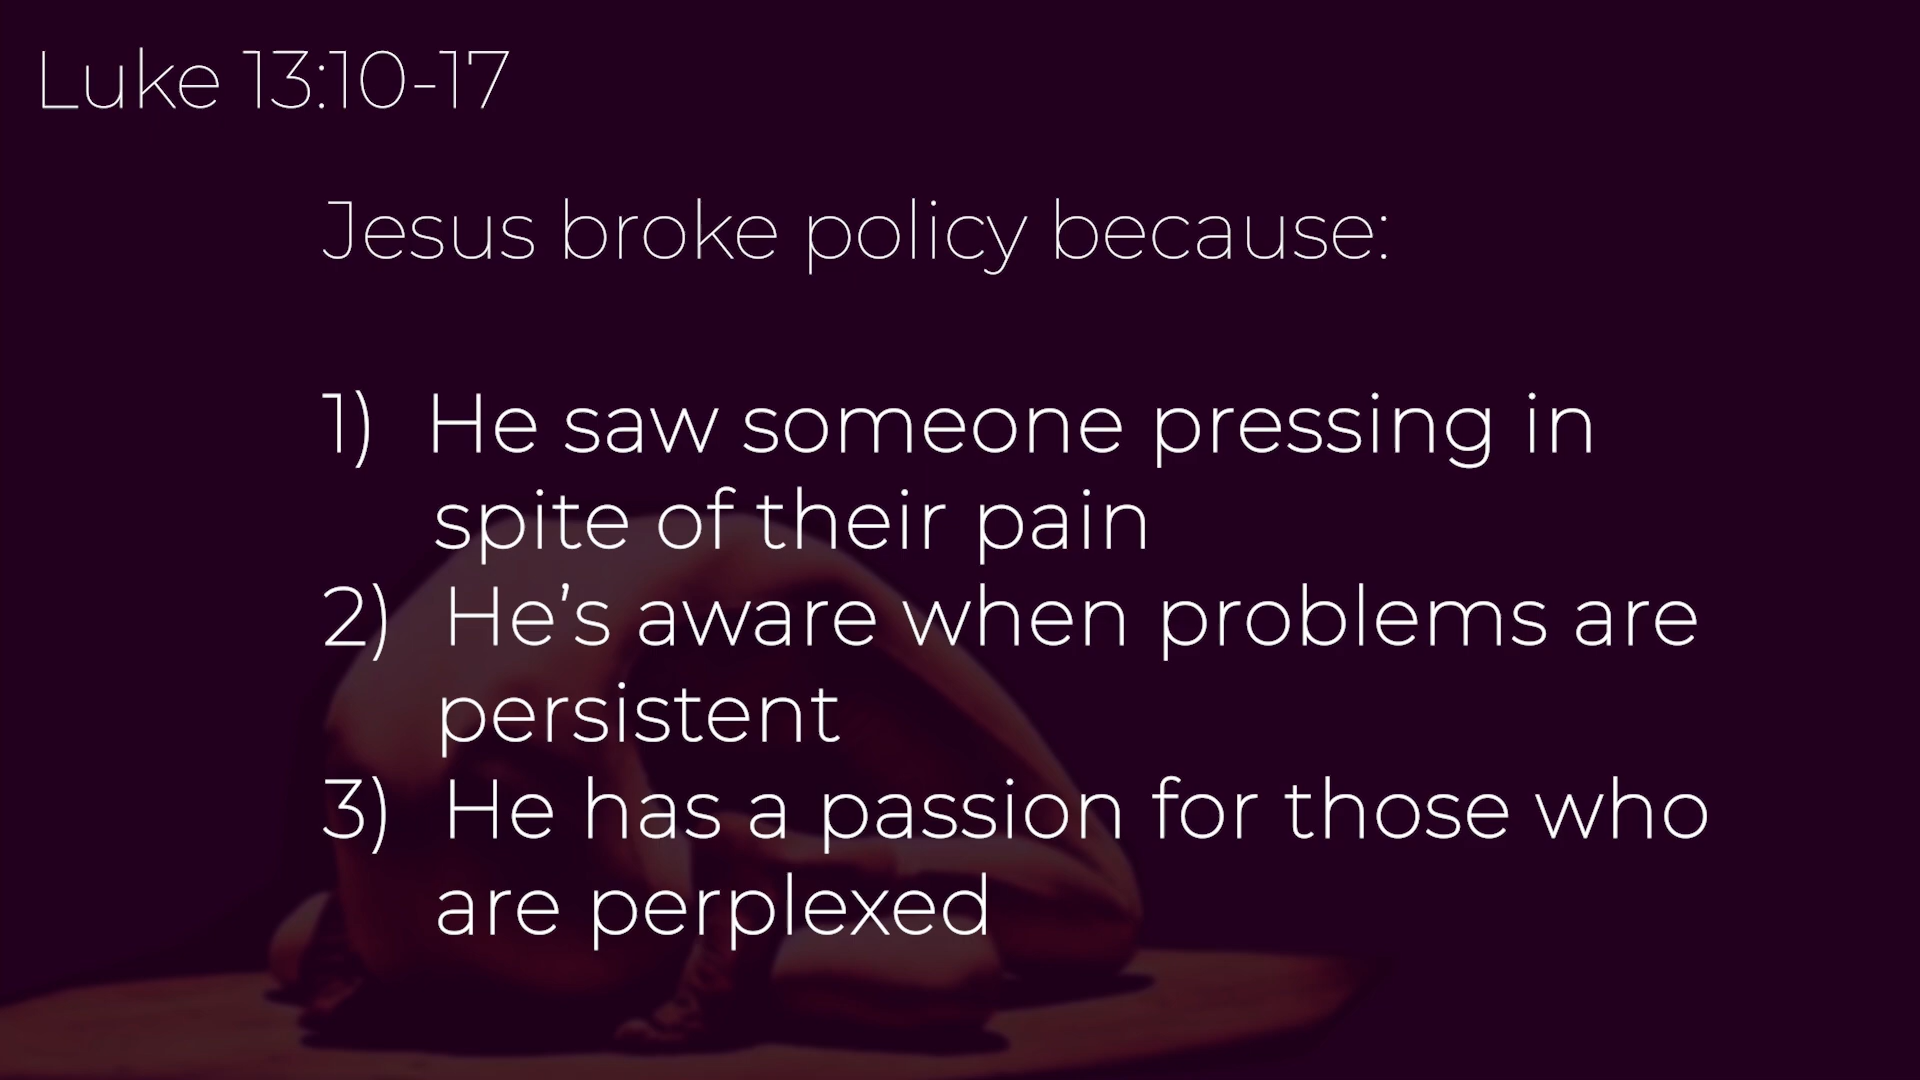 Luke 13:10-17
Jesus broke policy because:
1) He saw someone pressing in
spite of their pain
2) He’s aware when problems are
persistent
3) He has a passion for those who
are perplexed